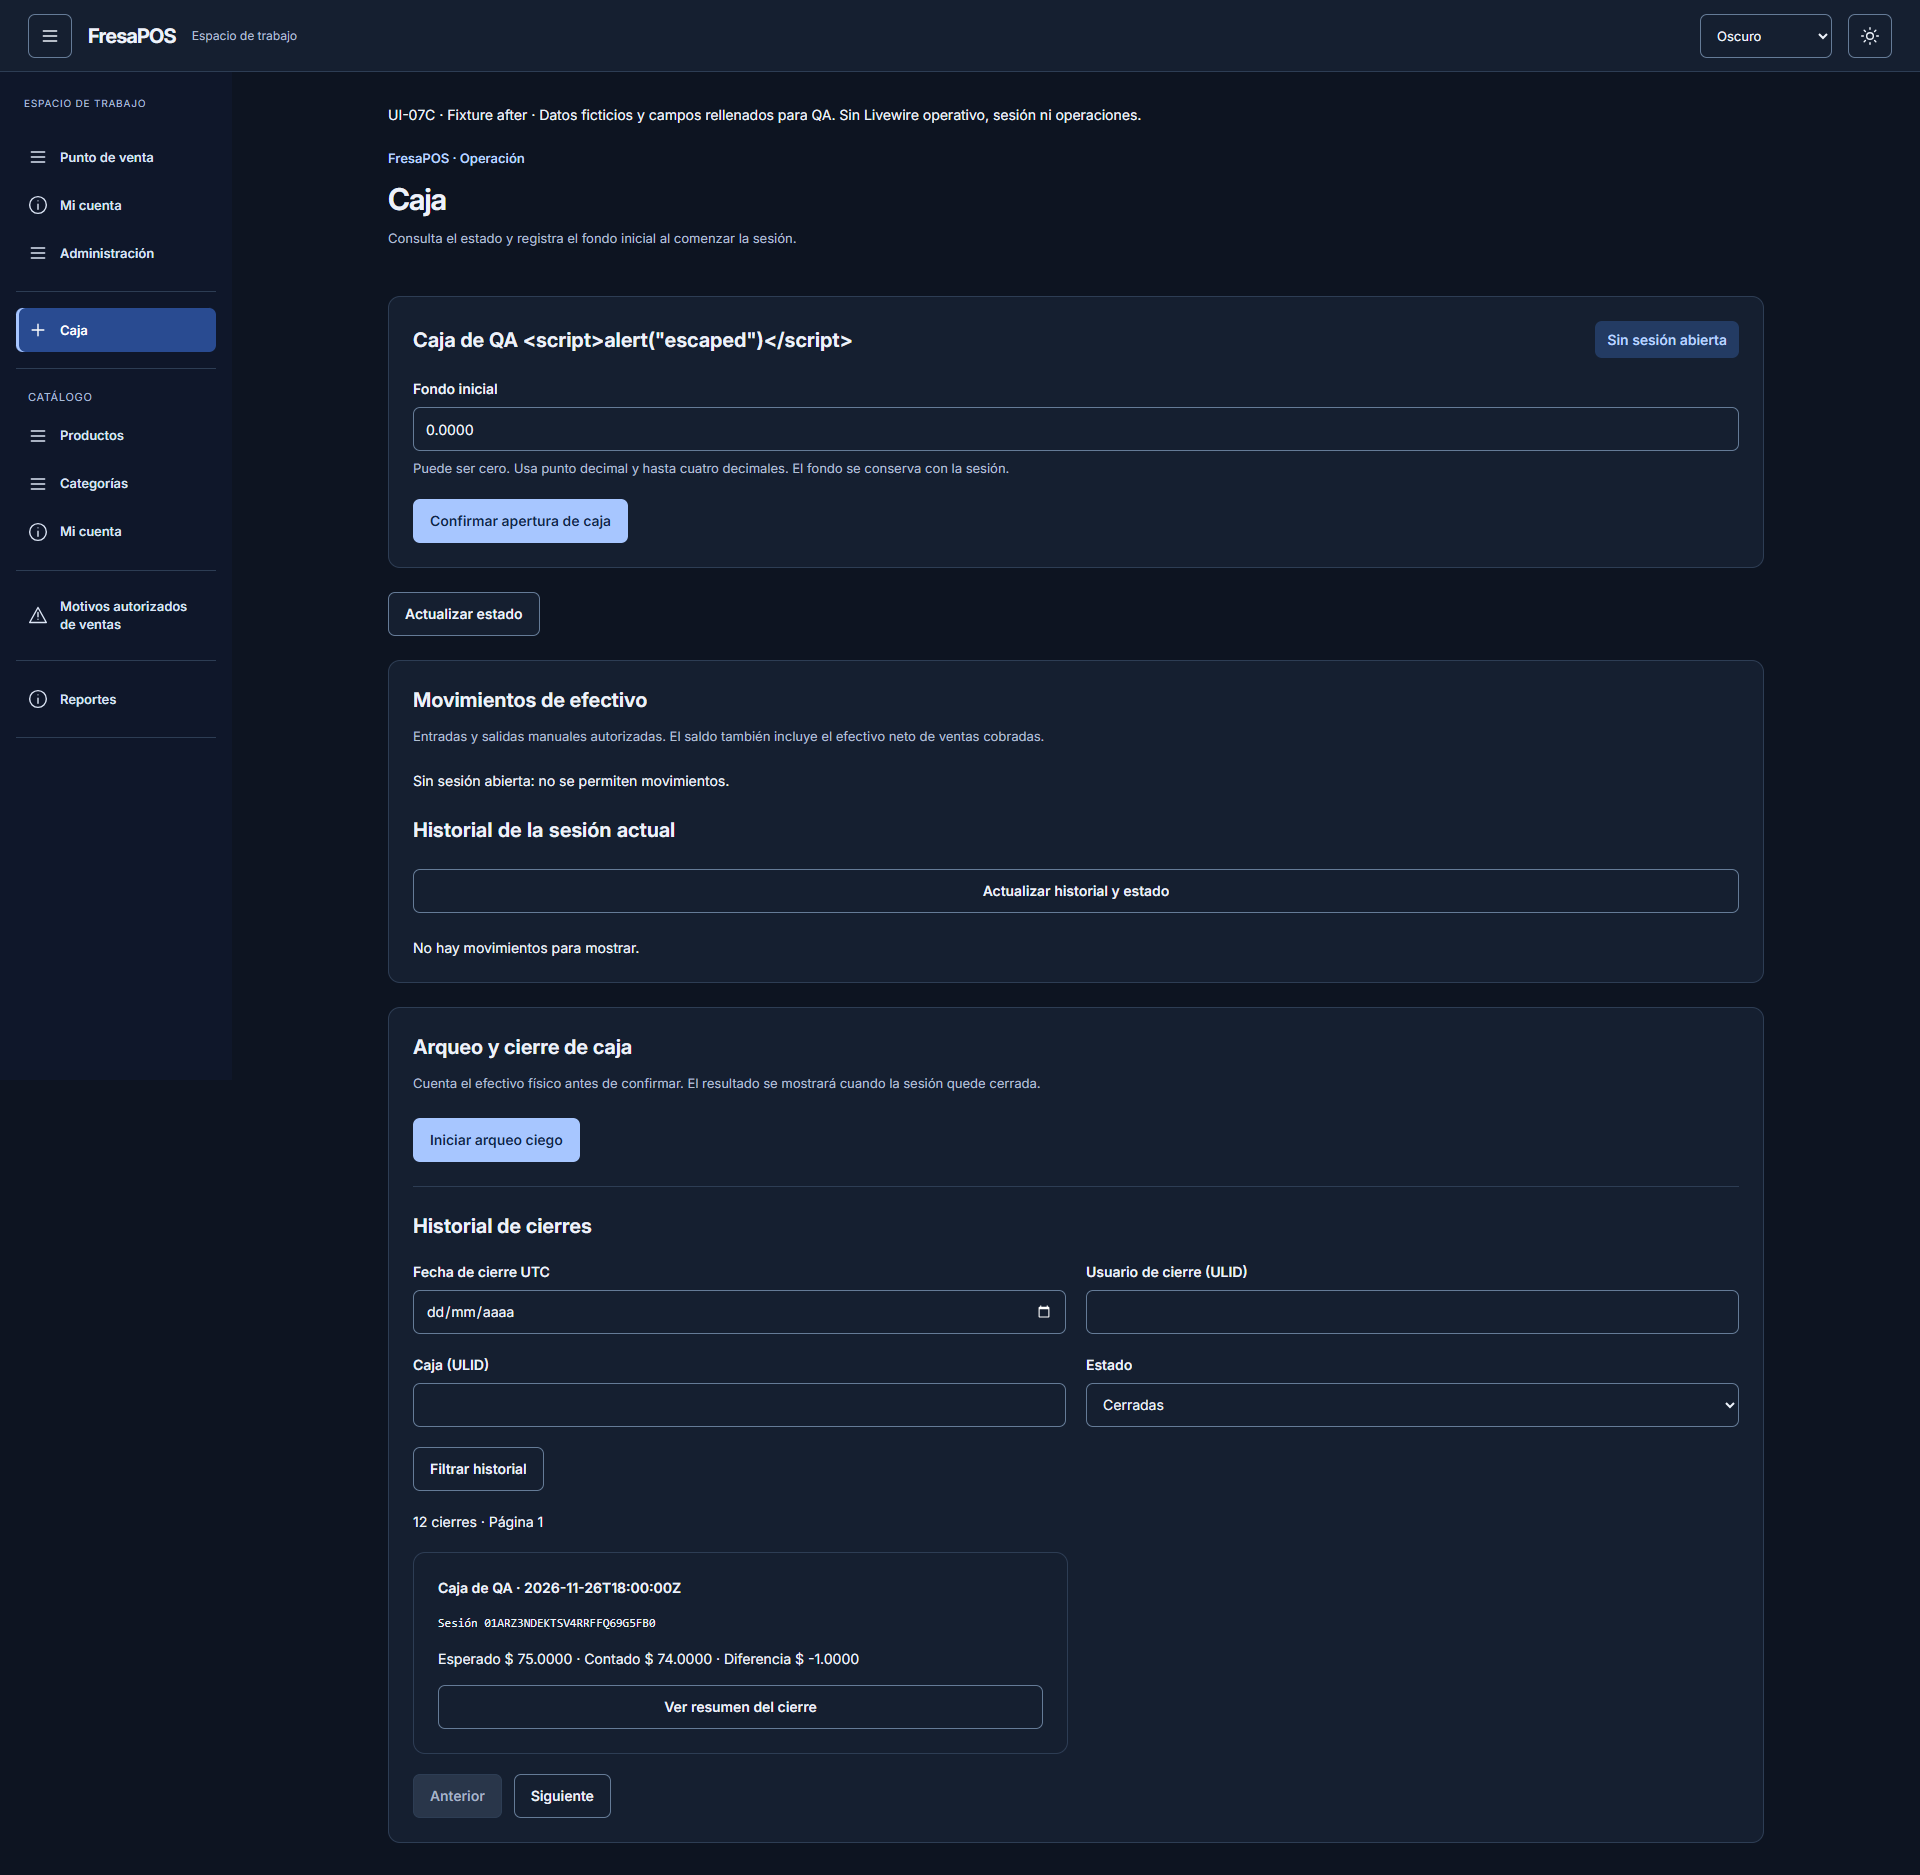 FresaPOS
Espacio de trabajo
Oscuro
ESPACIO DE TRABAJO
Punto de venta
Mi cuenta
Administración
Caja
CATÁLOGO
Productos
Categorías
Mi cuenta
Motivos autorizados
de ventas
Reportes
UI-07C · Fixture after · Datos ficticios y campos rellenados para QA. Sin Livewire operativo, sesión ni operaciones.
FresaPOS · Operación
Caja
Consulta el estado y registra el fondo inicial al comenzar la sesión.
Caja de QA <script>alert("escaped")</script>
Sin sesión abierta
Fondo inicial
0.0000
Puede ser cero. Usa punto decimal y hasta cuatro decimales. El fondo se conserva con la sesión.
Confirmar apertura de caja
Actualizar estado
Movimientos de efectivo
Entradas y salidas manuales autorizadas. El saldo también incluye el efectivo neto de ventas cobradas.
Sin sesión abierta: no se permiten movimientos.
Historial de la sesión actual
Actualizar historial y estado
No hay movimientos para mostrar.
Arqueo y cierre de caja
Cuenta el efectivo físico antes de confirmar. El resultado se mostrará cuando la sesión quede cerrada.
Iniciar arqueo ciego
Historial de cierres
Fecha de cierre UTC
dd/mm/aaaa
Usuario de cierre (ULID)
Caja (ULID)
Estado
Cerradas
Filtrar historial
12 cierres · Página 1
Caja de QA · 2026-11-26T18:00:00Z
Sesión 01ARZ3NDEKTSV4RRFFQ69G5FB0
Esperado $ 75.0000 · Contado $ 74.0000 · Diferencia $ -1.0000
Ver resumen del cierre
Anterior
Siguiente